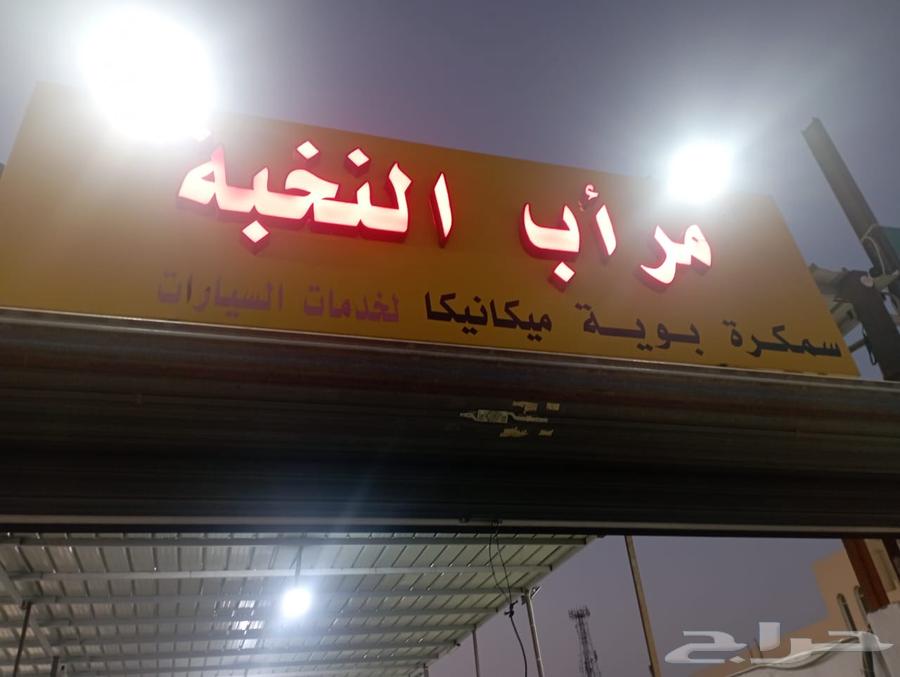 مرأب النخبة
سمكرة بوية ميكانيكا لخدمات السيارات
حراج